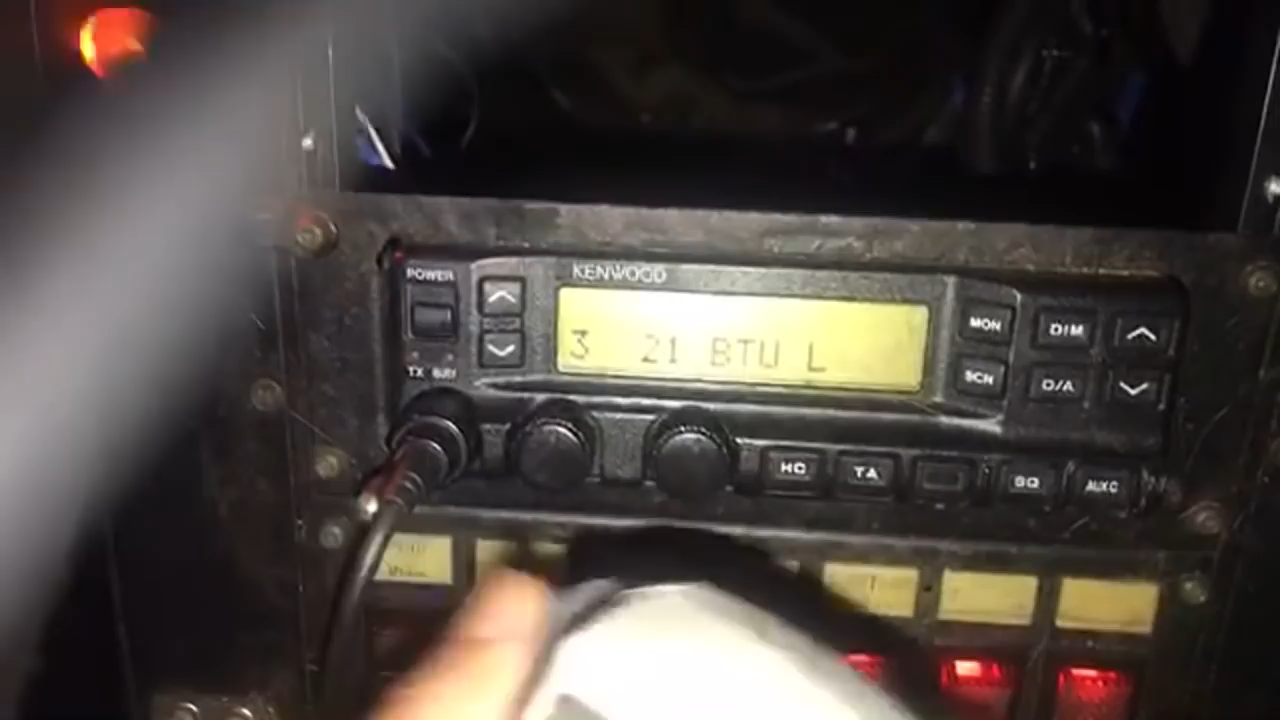 KENWOOD
POWER
3 21 BTU L
MON
DIM
TX BUSY
SCN
D/A
HC
TA
SQ
AUX C